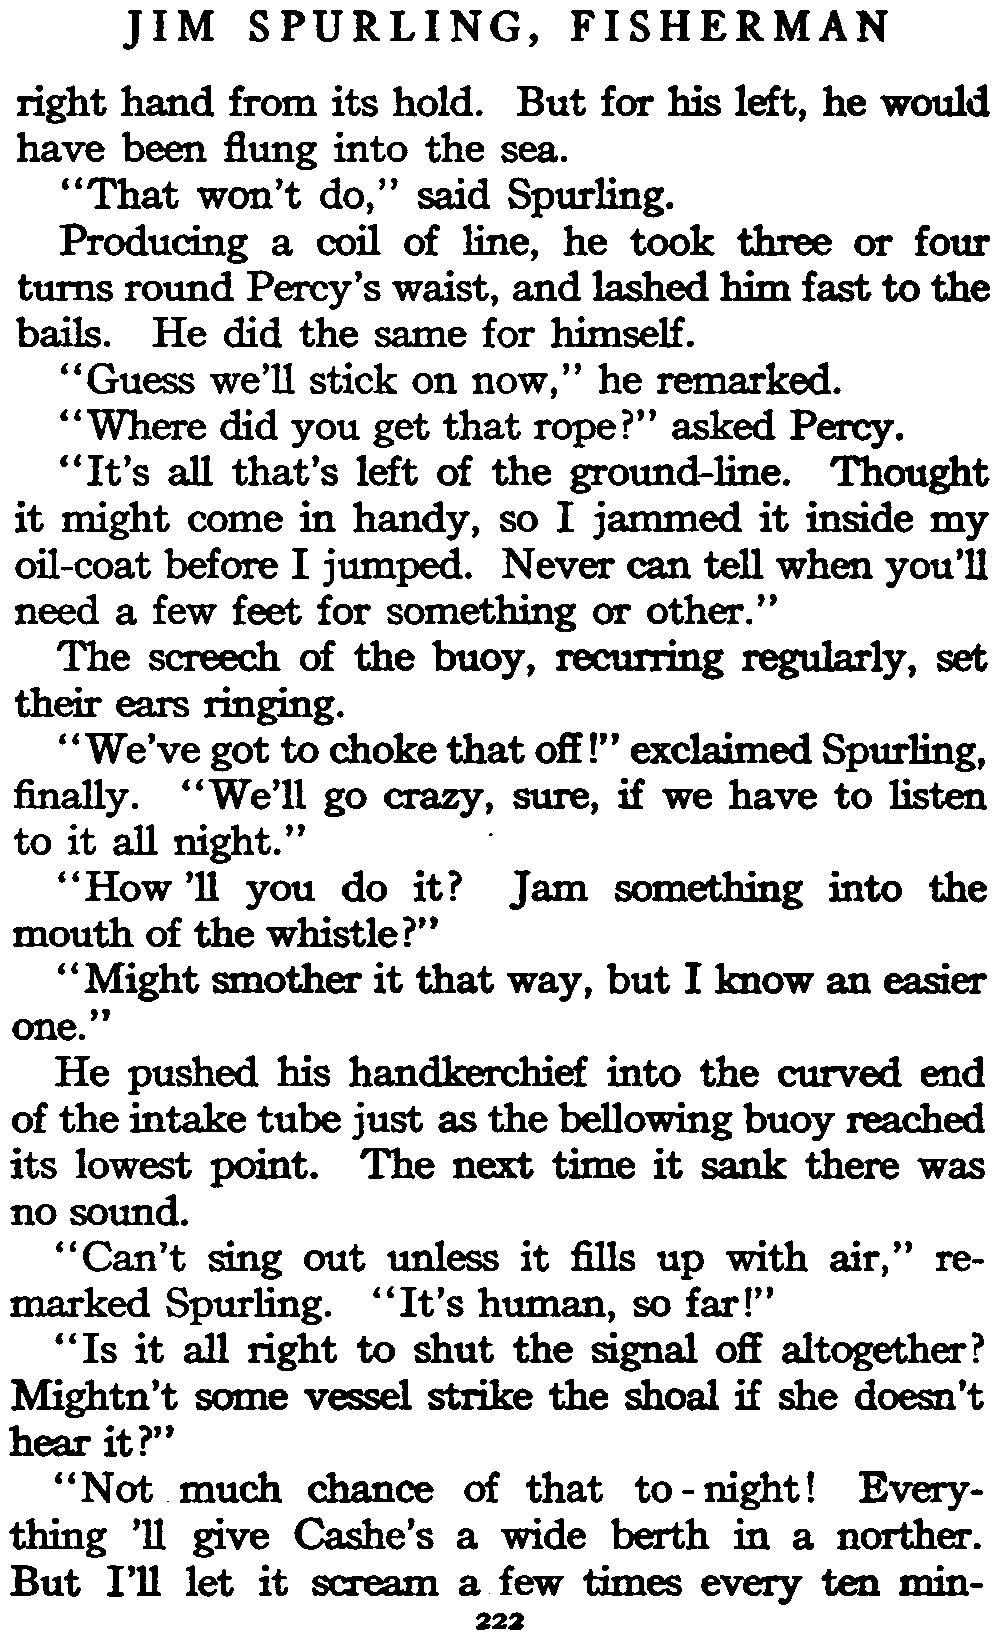 JIM SPURLING, FISHERMAN
right hand from its hold. But for his left, he would
have been flung into the sea.
"That won't do," said Spurling.
Producing a coil of line, he took three or four
turns round Percy's waist, and lashed him fast to the
bails. He did the same for himself.
"Guess we'll stick on now," he remarked.
"Where did you get that rope?" asked Percy.
"It's all that's left of the ground-line. Thought
it might come in handy, so I jammed it inside my
oil-coat before I jumped. Never can tell when you'll
need a few feet for something or other."
The screech of the buoy, recurring regularly, set
their ears ringing.
"We've got to choke that off!" exclaimed Spurling,
finally. "We'll go crazy, sure, if we have to listen
to it all night."
"How 'll you do it? Jam something into the
mouth of the whistle?"
"Might smother it that way, but I know an easier
one."
He pushed his handkerchief into the curved end
of the intake tube just as the bellowing buoy reached
its lowest point. The next time it sank there was
no sound.
"Can't sing out unless it fills up with air," re-
marked Spurling. "It's human, so far!"
"Is it all right to shut the signal off altogether?
Mightn't some vessel strike the shoal if she doesn't
hear it?"
"Not much chance of that to-night! Every-
thing 'll give Cashe's a wide berth in a norther.
But I'll let it scream a few times every ten min-
222